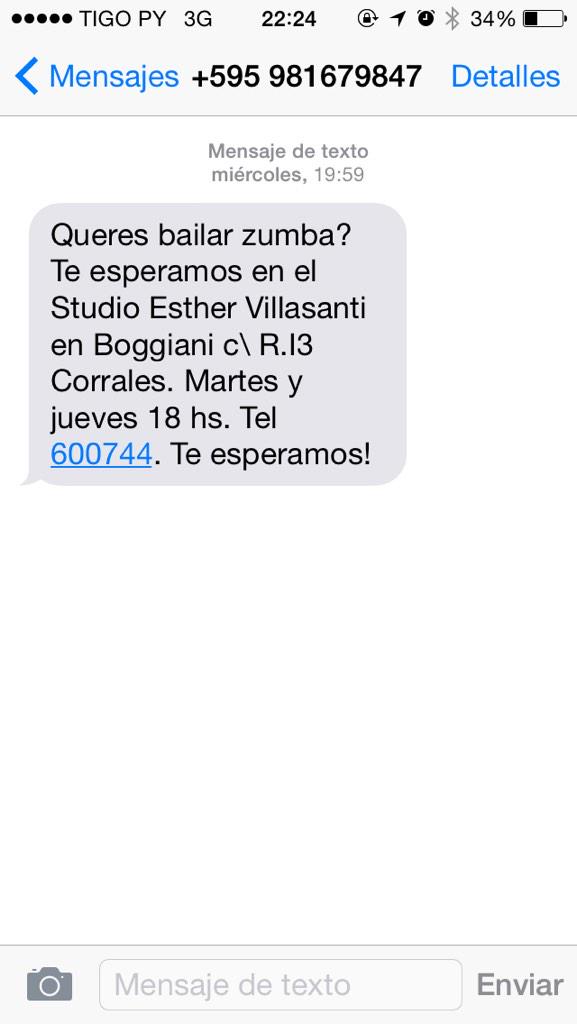 TIGO PY 3G 22:24 34%
Mensajes +595 981679847 Detalles
Mensaje de texto
miércoles, 19:59
Queres bailar zumba?
Te esperamos en el
Studio Esther Villasanti
en Boggiani c\ R.I3
Corrales. Martes y
jueves 18 hs. Tel
600744. Te esperamos!
Mensaje de texto Enviar